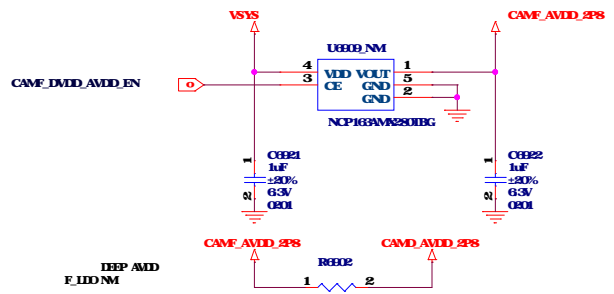 VSYS
CAMF_AVDD_2P8
U6909_NM
4 VDD VOUT 1
3 CE GND 5
GND 2
CAMF_DVDD_AVDD_EN
NCP163AMX280TBG
1 C6921
1uF
±20%
6.3V
2 0201
1 C6922
1uF
±20%
6.3V
2 0201
CAMF_AVDD_2P8
CAMD_AVDD_2P8
R6902
1 2
DEEP AVDD
F_LDO NM